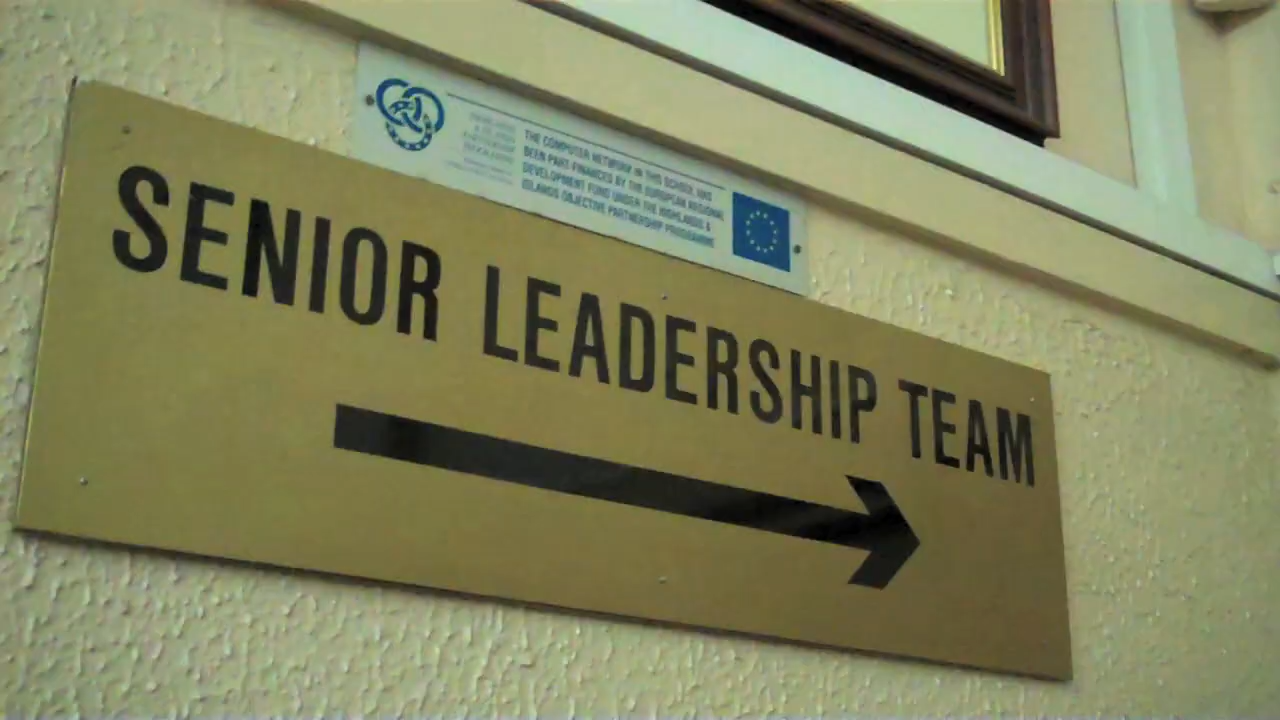 THE COMPUTER NETWORK IN THIS SCHOOL HAS
BEEN PART-FINANCED BY THE EUROPEAN REGIONAL
DEVELOPMENT FUND UNDER THE HIGHLANDS &
ISLANDS OBJECTIVE PARTNERSHIP PROGRAMME
SENIOR LEADERSHIP TEAM